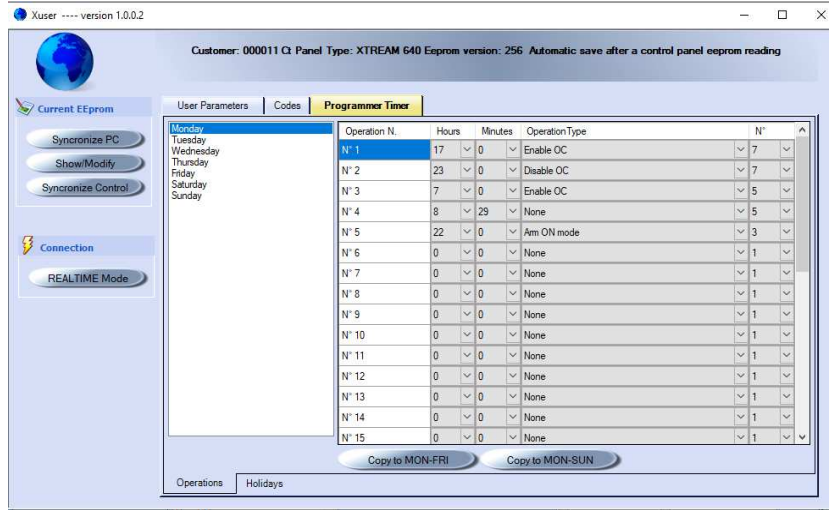 Xuser ---- version 1.0.0.2
Customer: 000011 Ct Panel Type: XTREAM 640 Eeprom version: 256 Automatic save after a control panel eeprom reading
Current EEprom
Syncronize PC
Show/Modify
Syncronize Control
Connection
REALTIME Mode
User Parameters Codes Programmer Timer
Monday
Tuesday
Wednesday
Thursday
Friday
Saturday
Sunday
Operation N. Hours Minutes Operation Type N°
N° 1 17 0 Enable OC 7
N° 2 23 0 Disable OC 7
N° 3 7 0 Enable OC 5
N° 4 8 29 None 5
N° 5 22 0 Arm ON mode 3
N° 6 0 0 None 1
N° 7 0 0 None 1
N° 8 0 0 None 1
N° 9 0 0 None 1
N° 10 0 0 None 1
N° 11 0 0 None 1
N° 12 0 0 None 1
N° 13 0 0 None 1
N° 14 0 0 None 1
N° 15 0 0 None 1
Copy to MON-FRI Copy to MON-SUN
Operations Holidays